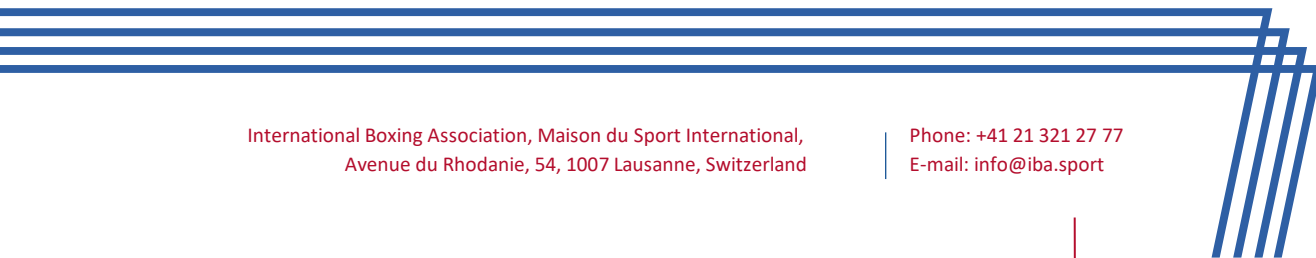 International Boxing Association, Maison du Sport International,
Avenue du Rhodanie, 54, 1007 Lausanne, Switzerland
Phone: +41 21 321 27 77
E-mail: info@iba.sport